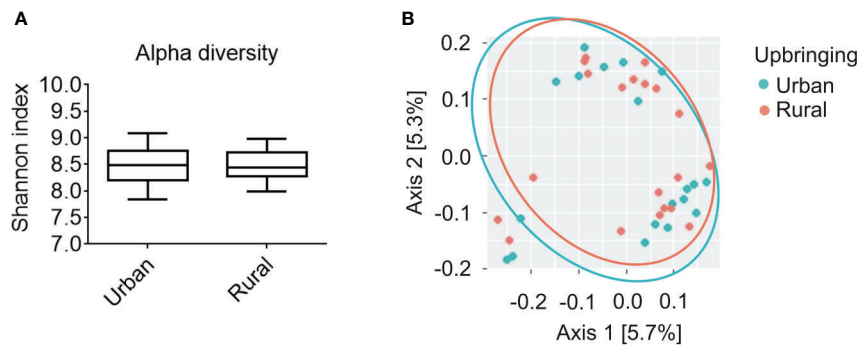 A
Alpha diversity
Shannon index
10.0
9.5
9.0
8.5
8.0
7.5
7.0
Urban
Rural
B
Axis 2 [5.3%]
0.2
0.1
0.0
-0.1
-0.2
-0.2
-0.1
0.0
0.1
Axis 1 [5.7%]
Upbringing
Urban
Rural